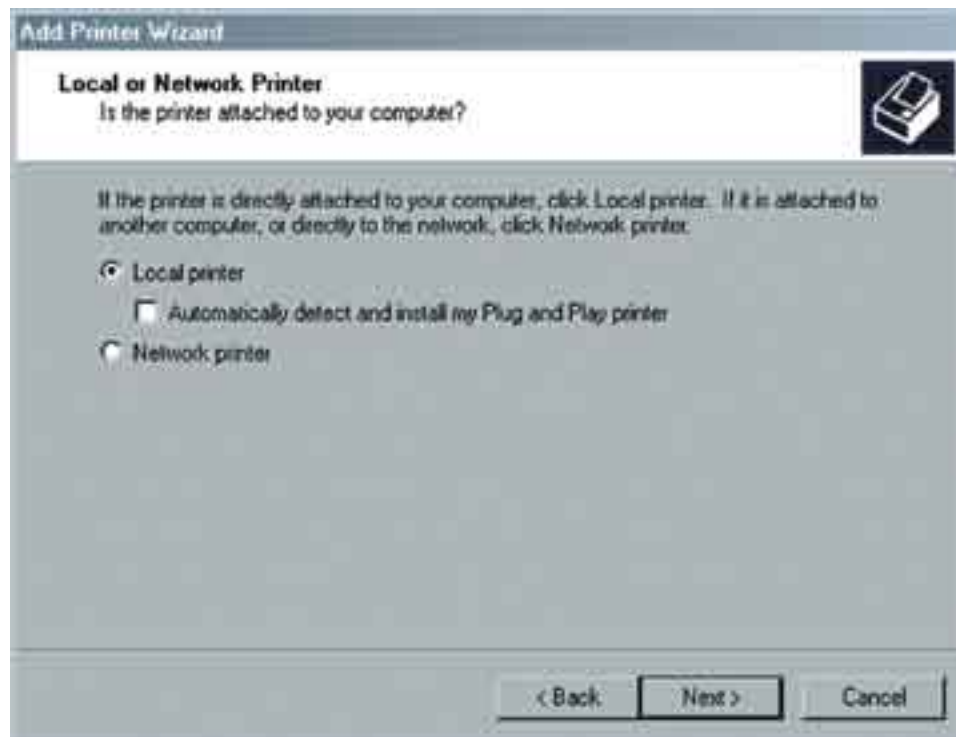 Add Printer Wizard
Local or Network Printer
Is the printer attached to your computer?
If the printer is directly attached to your computer, click Local printer. If it is attached to
another computer, or directly to the network, click Network printer.
Local printer
Automatically detect and install my Plug and Play printer
Network printer
< Back
Next >
Cancel